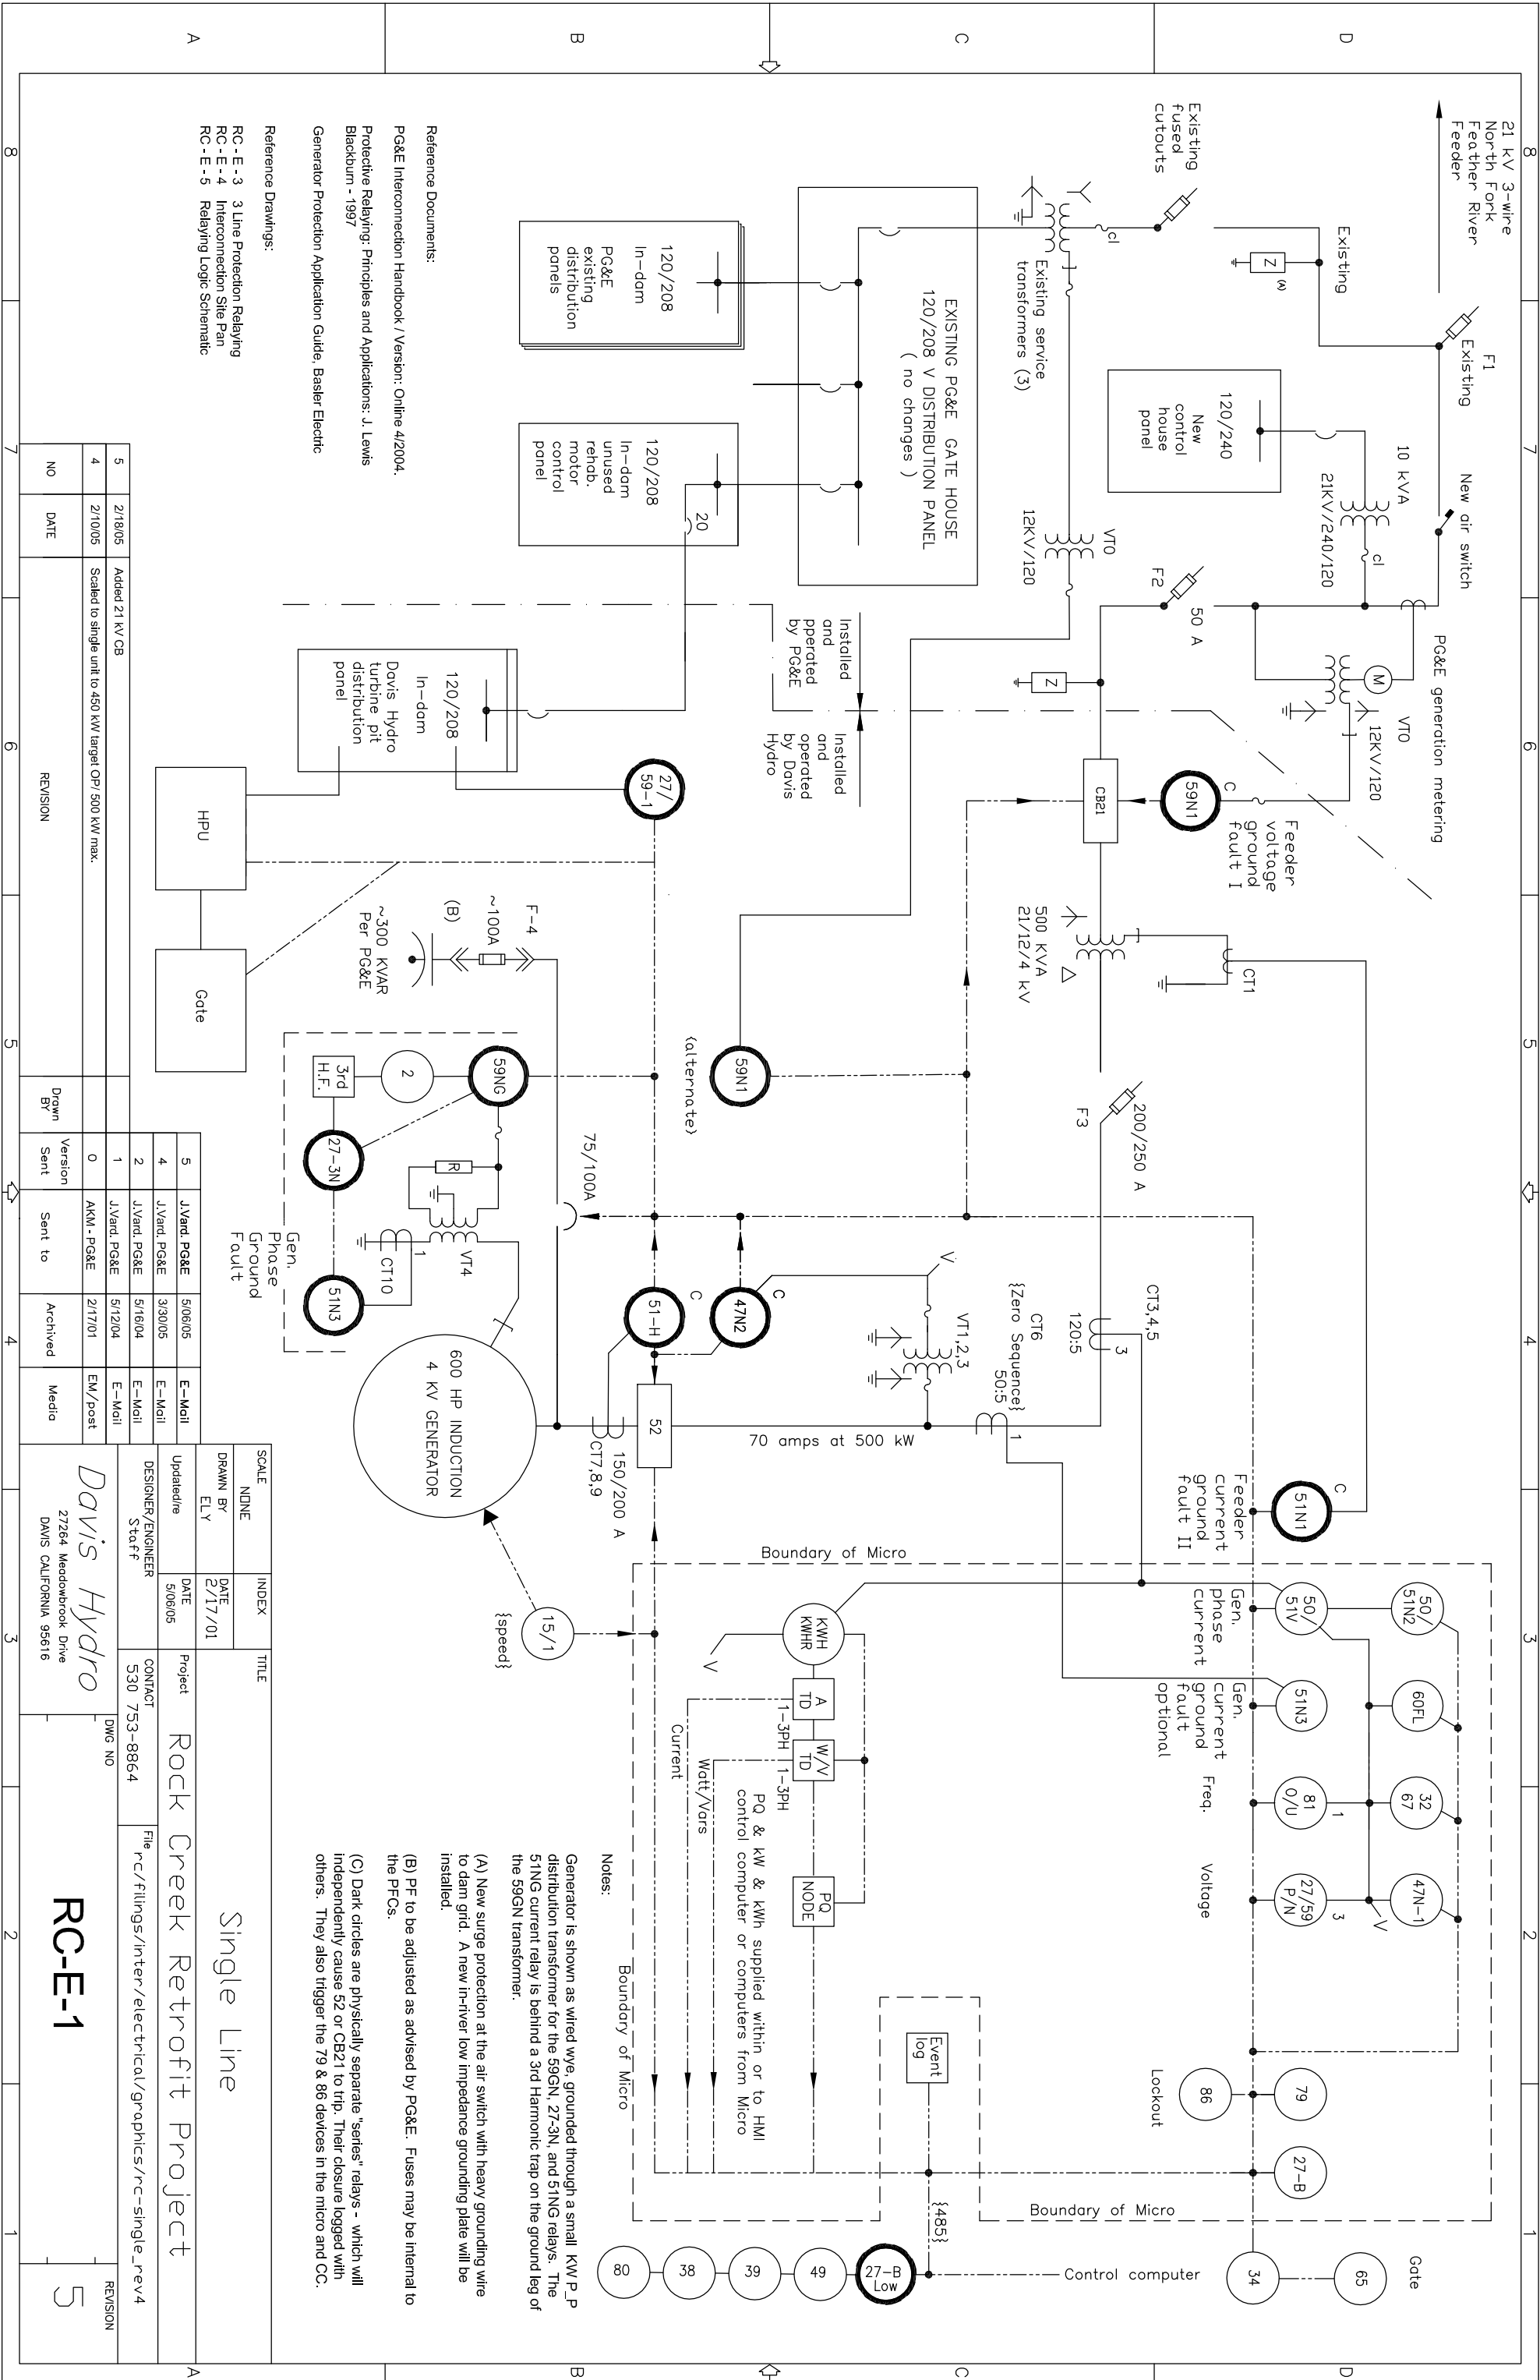 8
7
6
5
4
3
2
1
D
C
B
A
21 kV 3-wire
North Fork
Feather River
Feeder
Existing
fused
cutouts
Existing
Z
(A)
F1
Existing
New air switch
10 kVA
21KV/240/120
cl
120/240
New
control
house
panel
PG&E generation metering
M
VT0
12KV/120
F2
50 A
Z
59N1
C
Feeder
voltage
ground
fault I
CB21
500 KVA
21/12/4 kV
CT1
F3
200/250 A
CT3,4,5
120:5
3
CT6
{Zero Sequence}
50:5
1
VT1,2,3
V
70 amps at 500 kW
cl
Existing service
transformers (3)
VT0
12KV/120
EXISTING PG&E GATE HOUSE
120/208 V DISTRIBUTION PANEL
( no changes )
120/208
In-dam
PG&E
existing
distribution
panels
120/208
In-dam
unused
rehab.
motor
control
panel
20
Installed
and
pperated
by PG&E
Installed
and
operated
by Davis
Hydro
120/208
In-dam
Davis Hydro
turbine pit
distribution
panel
27/
59-1
HPU
Gate
F-4
~100A
(B)
~300 KVAR
Per PG&E
59N1
{alternate}
59NG
2
3rd
H.F.
27-3N
51N3
R
VT4
CT10
1
Gen.
Phase
Ground
Fault
75/100A
47N2
C
51-H
C
52
150/200 A
CT7,8,9
600 HP INDUCTION
4 KV GENERATOR
15/1
{speed}
51N1
C
Feeder
current
ground
fault II
Boundary of Micro
50/
51N2
60FL
32
67
47N-1
50/
51V
51N3
81
O/U
1
27/59
P/N
3
V
Gen.
phase
current
Gen.
current
ground
fault
optional
Freq.
Voltage
79
86
Lockout
27-B
KWH
KWHR
V
A
TD
1-3PH
W/V
TD
1-3PH
PQ
NODE
Current
Watt/Vars
PQ & kW & kWh supplied within or to HMI
control computer or computers from Micro
Event
log
Boundary of Micro
Boundary of Micro
{485}
Control computer
Gate
65
34
27-B
Low
49
39
38
80
Reference Documents:
PG&E Interconnection Handbook / Version: Online 4/2004.
Protective Relaying: Principles and Applications: J. Lewis
Blackburn - 1997
Generator Protection Application Guide, Basler Electric
Reference Drawings:
RC - E - 3 3 Line Protection Relaying
RC - E - 4 Interconnection Site Pan
RC - E - 5 Relaying Logic Schematic
Notes:
Generator is shown as wired wye, grounded through a small KW P_P
distribution transformer for the 59GN, 27-3N, and 51NG relays. The
51NG current relay is behind a 3rd Harmonic trap on the ground leg of
the 59GN transformer.
(A) New surge protection at the air switch with heavy grounding wire
to dam grid. A new in-river low impedance grounding plate will be
installed.
(B) PF to be adjusted as advised by PG&E. Fuses may be internal to
the PFCs.
(C) Dark circles are physically separate "series" relays - which will
independently cause 52 or CB21 to trip. Their closure logged with
others. They also trigger the 79 & 86 devices in the micro and CC.
5 2/18/05 Added 21 kV CB
4 2/10/05 Scaled to single unit to 450 kW target OP/ 500 kW max.
NO DATE REVISION Drawn BY
5 J.Vard. PG&E 5/06/05 E-Mail
4 J.Vard. PG&E 3/30/05 E-Mail
2 J.Vard. PG&E 5/16/04 E-Mail
1 J.Vard. PG&E 5/12/04 E-Mail
0 AKM - PG&E 2/17/01 EM/post
Version Sent Sent to Archived Media
SCALE
NONE
INDEX
DRAWN BY
ELY
DATE
2/17/01
Updated/re
DATE
5/06/05
DESIGNER/ENGINEER
Staff
TITLE
Single Line
Project Rock Creek Retrofit Project
CONTACT
530 753-8864
File rc/filings/inter/electrical/graphics/rc-single_rev4
Davis Hydro
27264 Meadowbrook Drive
DAVIS CALIFORNIA 95616
DWG NO
RC-E-1
REVISION
5
8
7
6
5
4
3
2
1
D
C
B
A